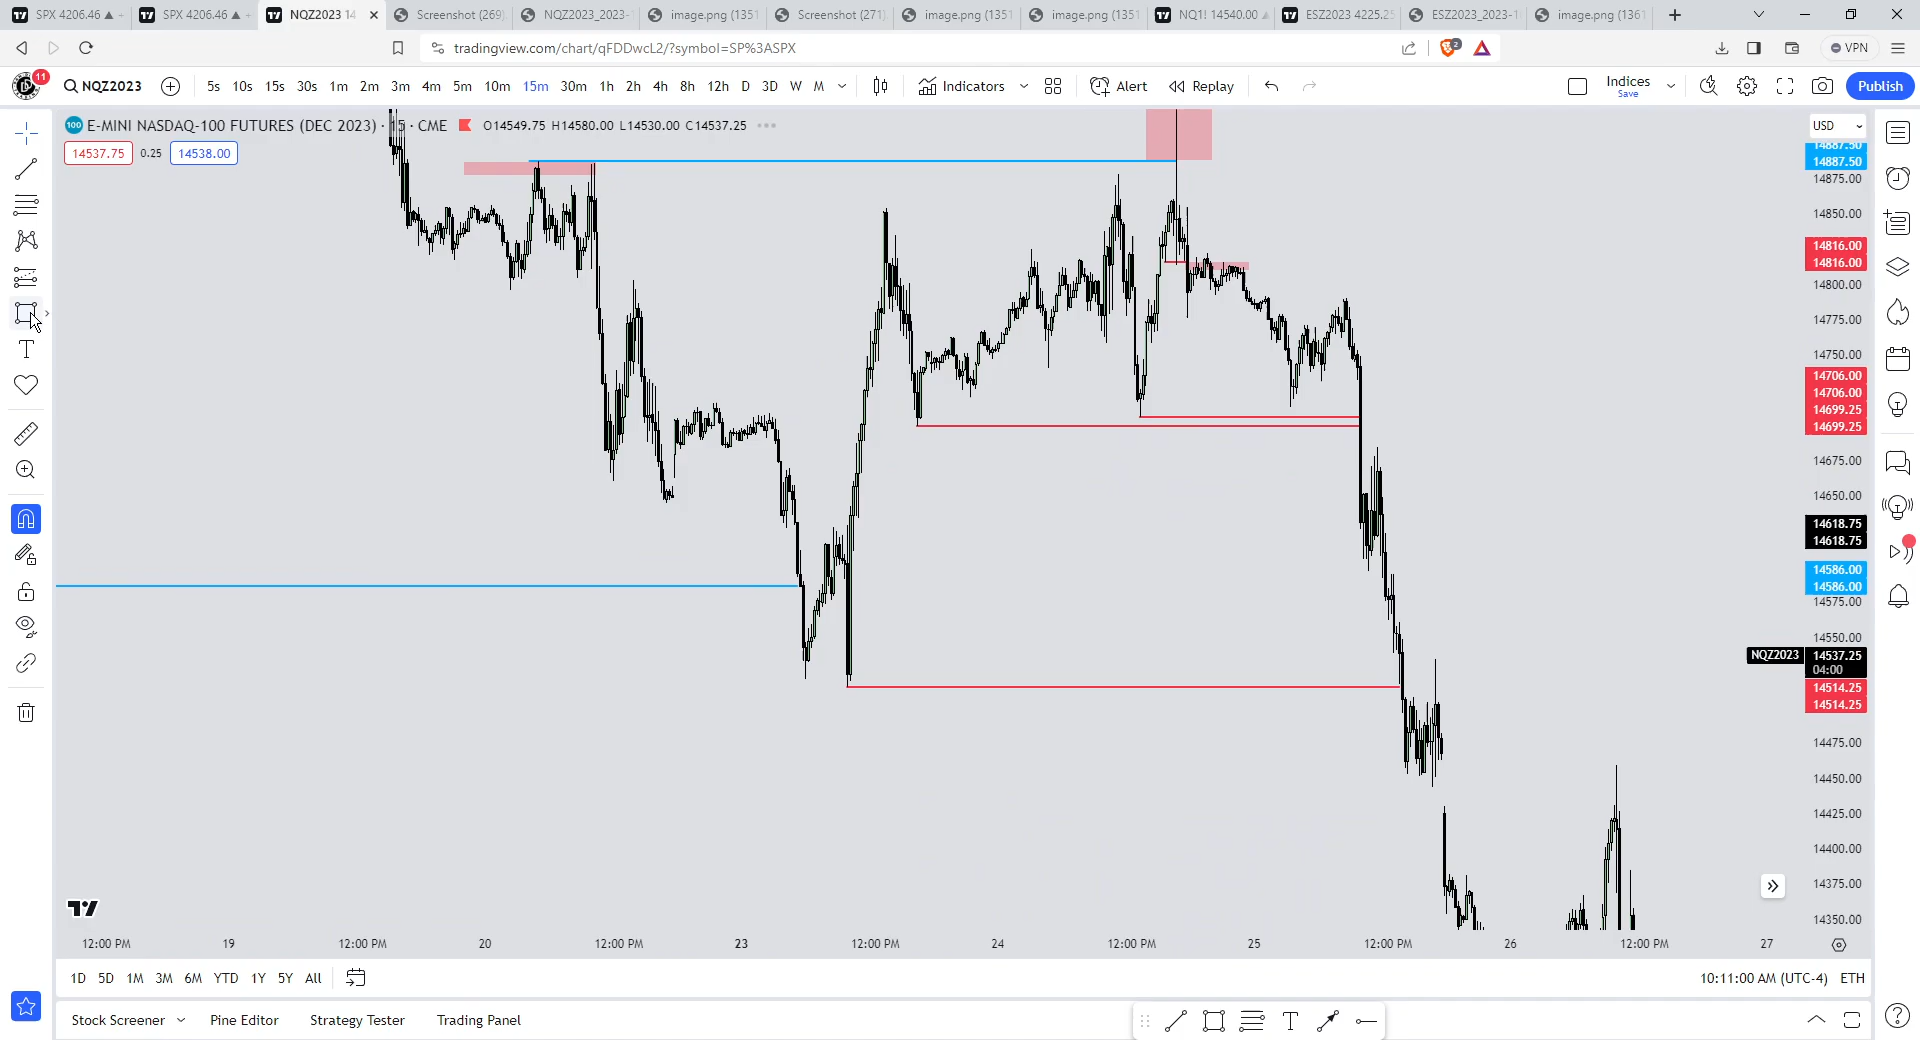 SPX 4206.46 ▲
SPX 4206.46 ▲
NQZ2023 14
Screenshot (269)
NQZ2023_2023-1
image.png (1351
Screenshot (271)
image.png (1351
image.png (1351
NQ1! 14540.00
ESZ2023 4225.25
ESZ2023_2023-1
image.png (1361
tradingview.com/chart/qFDDwcL2/?symbol=SP%3ASPX
2
VPN
11
NQZ2023
5s 10s 15s 30s 1m 2m 3m 4m 5m 10m 15m 30m 1h 2h 4h 8h 12h D 3D W M
Indicators
Alert
Replay
Indices
Save
Publish
100 E-MINI NASDAQ-100 FUTURES (DEC 2023) · 15 · CME O14549.75 H14580.00 L14530.00 C14537.25
14537.75 0.25 14538.00
USD
14887.50
14887.50
14875.00
14850.00
14816.00
14816.00
14800.00
14775.00
14750.00
14706.00
14706.00
14699.25
14699.25
14675.00
14650.00
14618.75
14618.75
14586.00
14586.00
14575.00
14550.00
NQZ2023 14537.25
04:00
14514.25
14514.25
14475.00
14450.00
14425.00
14400.00
14375.00
14350.00
12:00 PM 19 12:00 PM 20 12:00 PM 23 12:00 PM 24 12:00 PM 25 12:00 PM 26 12:00 PM 27
1D 5D 1M 3M 6M YTD 1Y 5Y All
10:11:00 AM (UTC-4) ETH
Stock Screener Pine Editor Strategy Tester Trading Panel